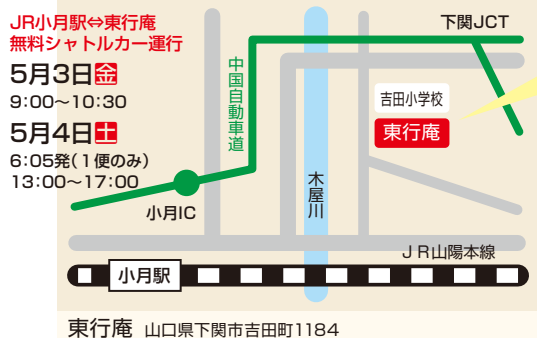 JR小月駅⇔東行庵
無料シャトルカー運行
5月3日金
9:00〜10:30
5月4日土
6:05発(1便のみ)
13:00〜17:00
下関JCT
中国自動車道
吉田小学校
東行庵
木屋川
小月IC
JR山陽本線
小月駅
東行庵 山口県下関市吉田町1184